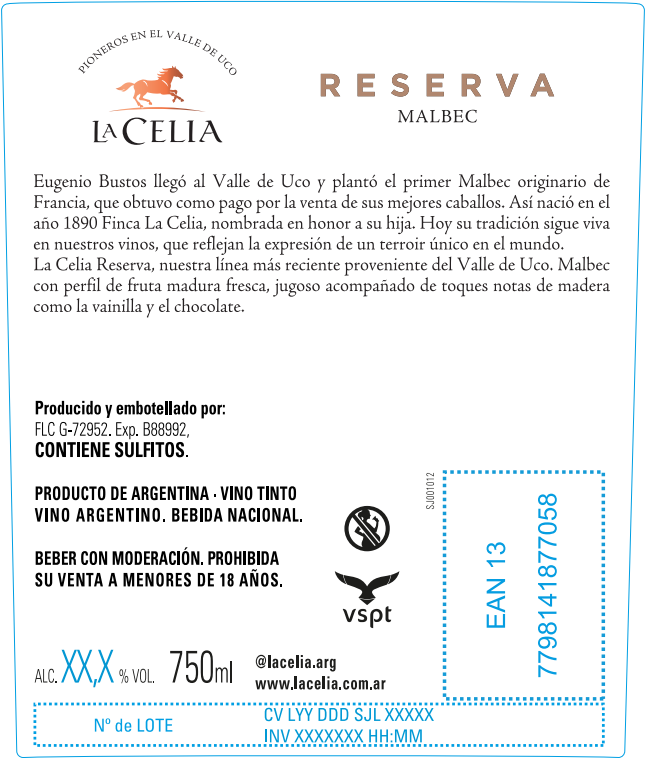 PIONEROS EN EL VALLE DE UCO
LA CELIA
RESERVA
MALBEC
Eugenio Bustos llegó al Valle de Uco y plantó el primer Malbec originario de
Francia, que obtuvo como pago por la venta de sus mejores caballos. Así nació en el
año 1890 Finca La Celia, nombrada en honor a su hija. Hoy su tradición sigue viva
en nuestros vinos, que reflejan la expresión de un terroir único en el mundo.
La Celia Reserva, nuestra línea más reciente proveniente del Valle de Uco. Malbec
con perfil de fruta madura fresca, jugoso acompañado de toques notas de madera
como la vainilla y el chocolate.
Producido y embotellado por:
FLC G-72952. Exp. B88992,
CONTIENE SULFITOS.
PRODUCTO DE ARGENTINA · VINO TINTO
VINO ARGENTINO. BEBIDA NACIONAL.
BEBER CON MODERACIÓN. PROHIBIDA
SU VENTA A MENORES DE 18 AÑOS.
vspt
SJ001012
EAN 13
7798141877058
ALC. XX,X % VOL. 750ml
@lacelia.arg
www.lacelia.com.ar
Nº de LOTE
CV LYY DDD SJL XXXXX
INV XXXXXXX HH:MM